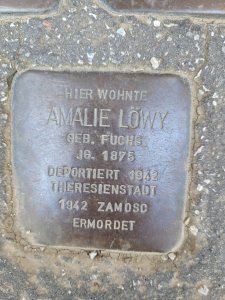 HIER WOHNTE
AMALIE LÖWY
GEB. FUCHS
JG. 1875
DEPORTIERT 1942
THERESIENSTADT
1942 ZAMOSC
ERMORDET